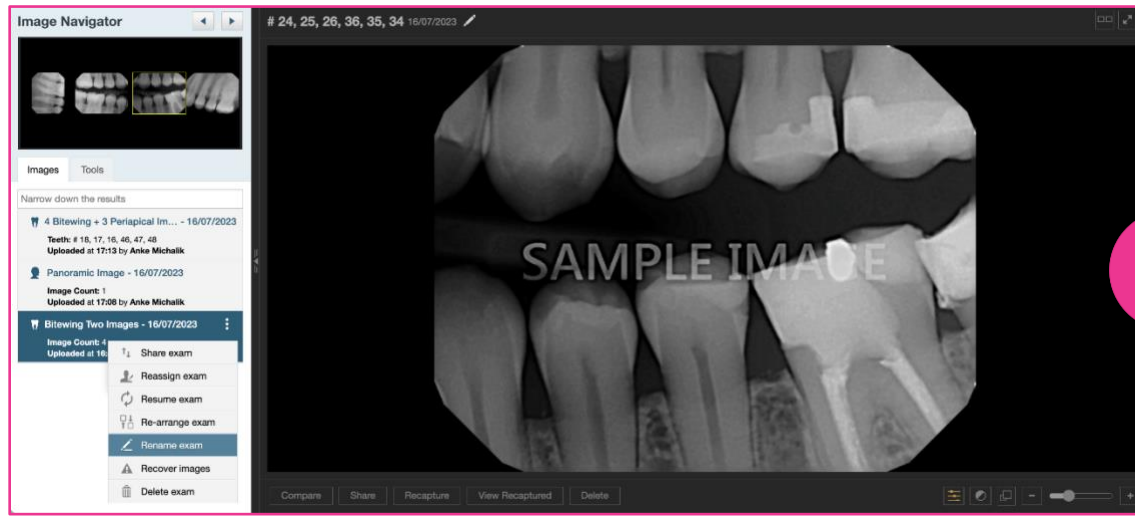 Image Navigator
# 24, 25, 26, 36, 35, 34 16/07/2023
Images Tools
Narrow down the results
4 Bitewing + 3 Periapical Im... - 16/07/2023
Teeth: # 18, 17, 16, 46, 47, 48
Uploaded at 17:13 by Anke Michalik
Panoramic Image - 16/07/2023
Image Count: 1
Uploaded at 17:08 by Anke Michalik
Bitewing Two Images - 16/07/2023
Image Count: 4
Uploaded at 16:
Share exam
Reassign exam
Resume exam
Re-arrange exam
Rename exam
Recover images
Delete exam
SAMPLE IMAGE
Compare Share Recapture View Recaptured Delete